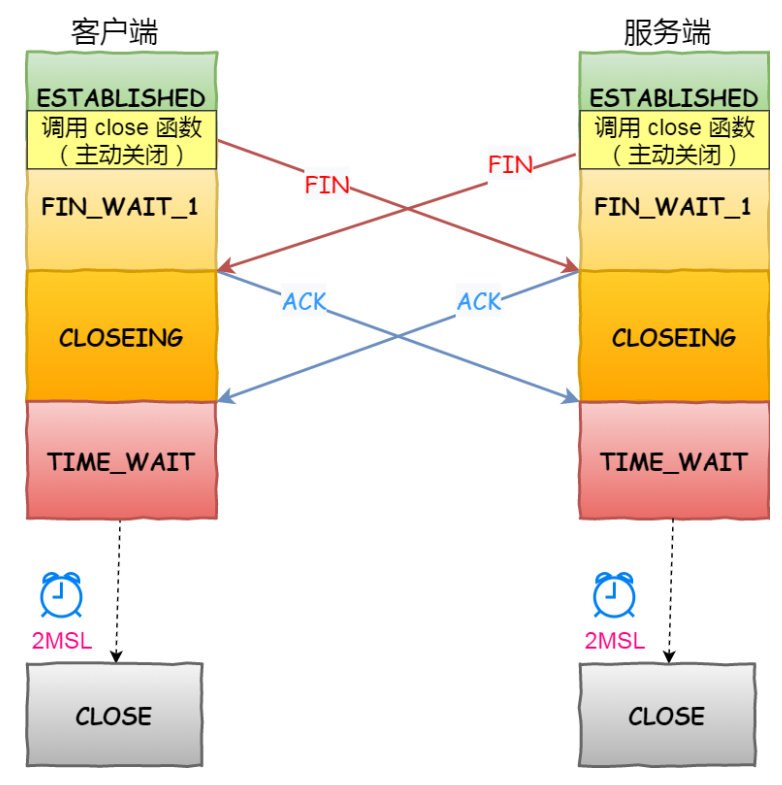 客户端
服务端
ESTABLISHED
ESTABLISHED
调用 close 函数
（主动关闭）
调用 close 函数
（主动关闭）
FIN
FIN
FIN_WAIT_1
FIN_WAIT_1
ACK
ACK
CLOSEING
CLOSEING
TIME_WAIT
TIME_WAIT
2MSL
2MSL
CLOSE
CLOSE